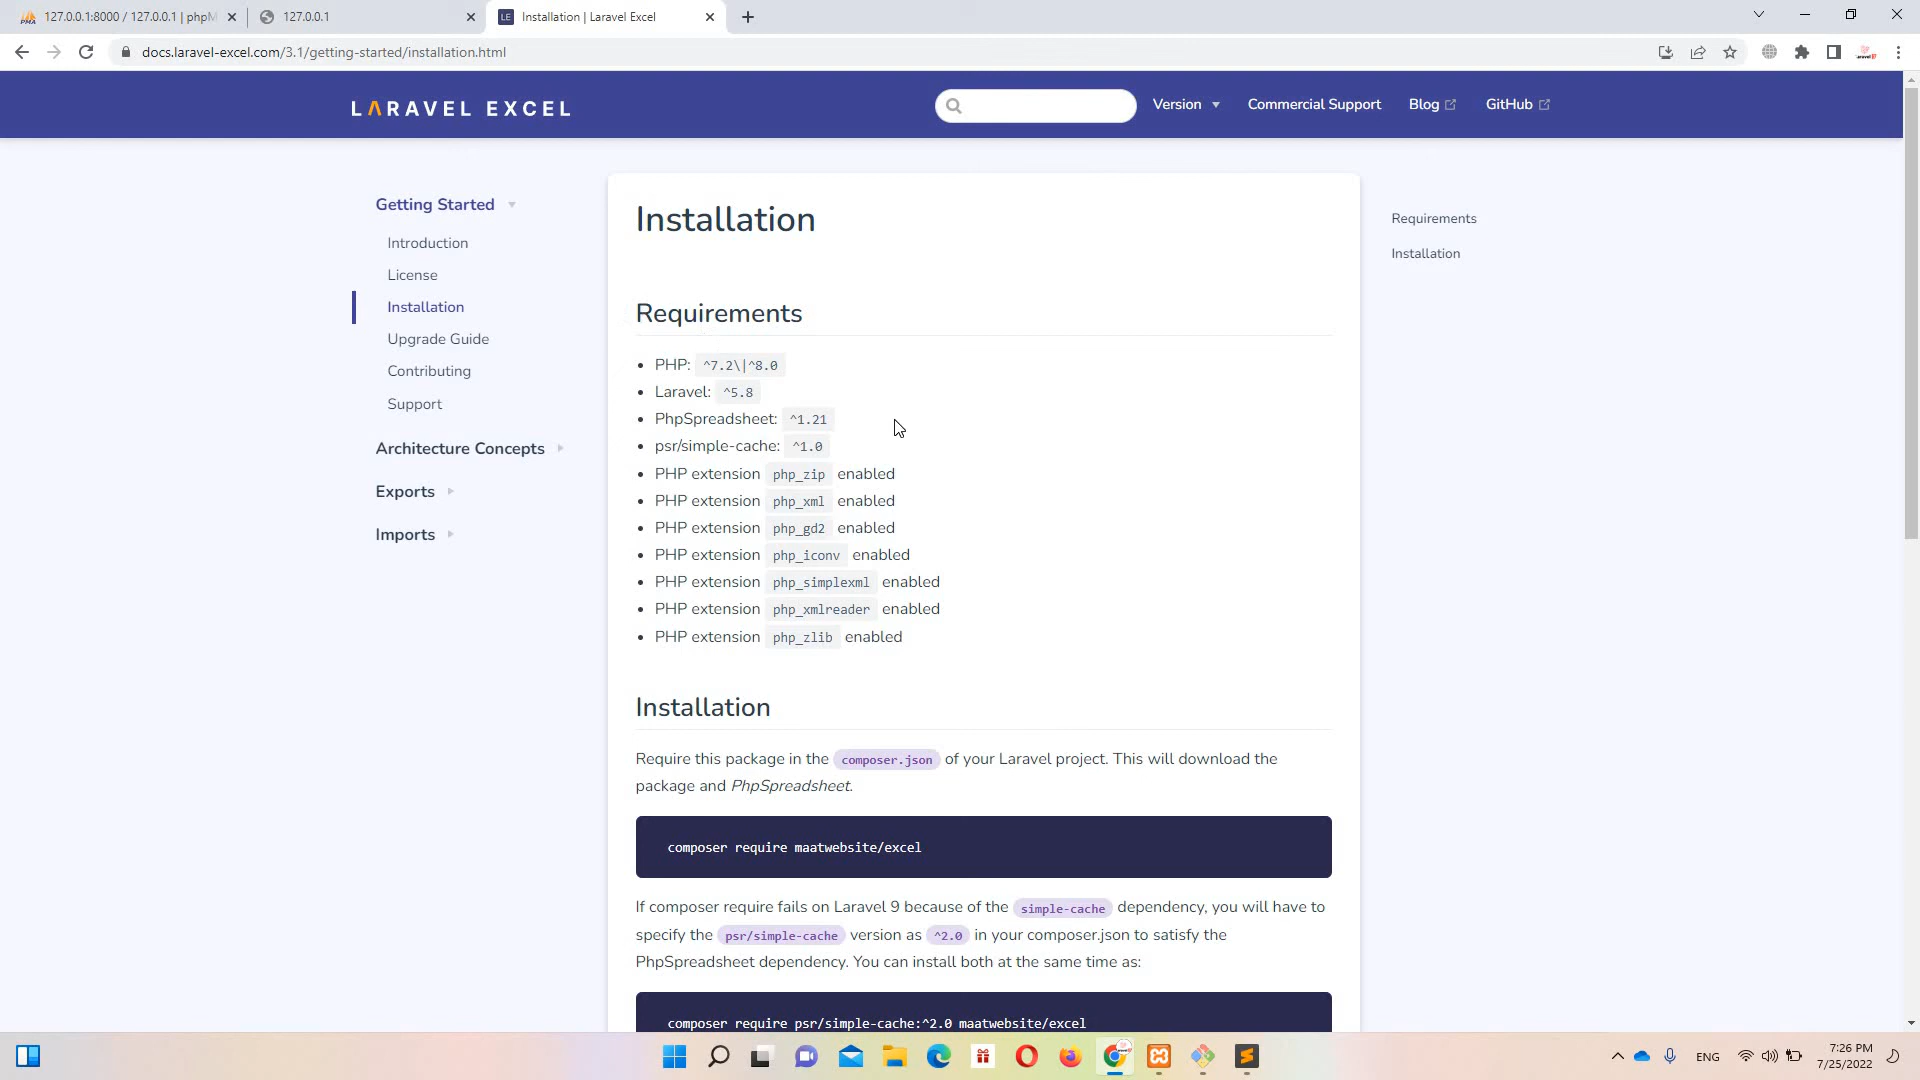 127.0.0.1:8000 / 127.0.0.1 | phpM
127.0.0.1
Installation | Laravel Excel
docs.laravel-excel.com/3.1/getting-started/installation.html
LARAVEL EXCEL
Version
Commercial Support
Blog
GitHub
Getting Started
Introduction
License
Installation
Upgrade Guide
Contributing
Support
Architecture Concepts
Exports
Imports
Installation
Requirements
PHP: ^7.2\|^8.0
Laravel: ^5.8
PhpSpreadsheet: ^1.21
psr/simple-cache: ^1.0
PHP extension php_zip enabled
PHP extension php_xml enabled
PHP extension php_gd2 enabled
PHP extension php_iconv enabled
PHP extension php_simplexml enabled
PHP extension php_xmlreader enabled
PHP extension php_zlib enabled
Installation
Require this package in the composer.json of your Laravel project. This will download the
package and PhpSpreadsheet.
composer require maatwebsite/excel
If composer require fails on Laravel 9 because of the simple-cache dependency, you will have to
specify the psr/simple-cache version as ^2.0 in your composer.json to satisfy the
PhpSpreadsheet dependency. You can install both at the same time as:
composer require psr/simple-cache:^2.0 maatwebsite/excel
Requirements
Installation
ENG
7:26 PM
7/25/2022